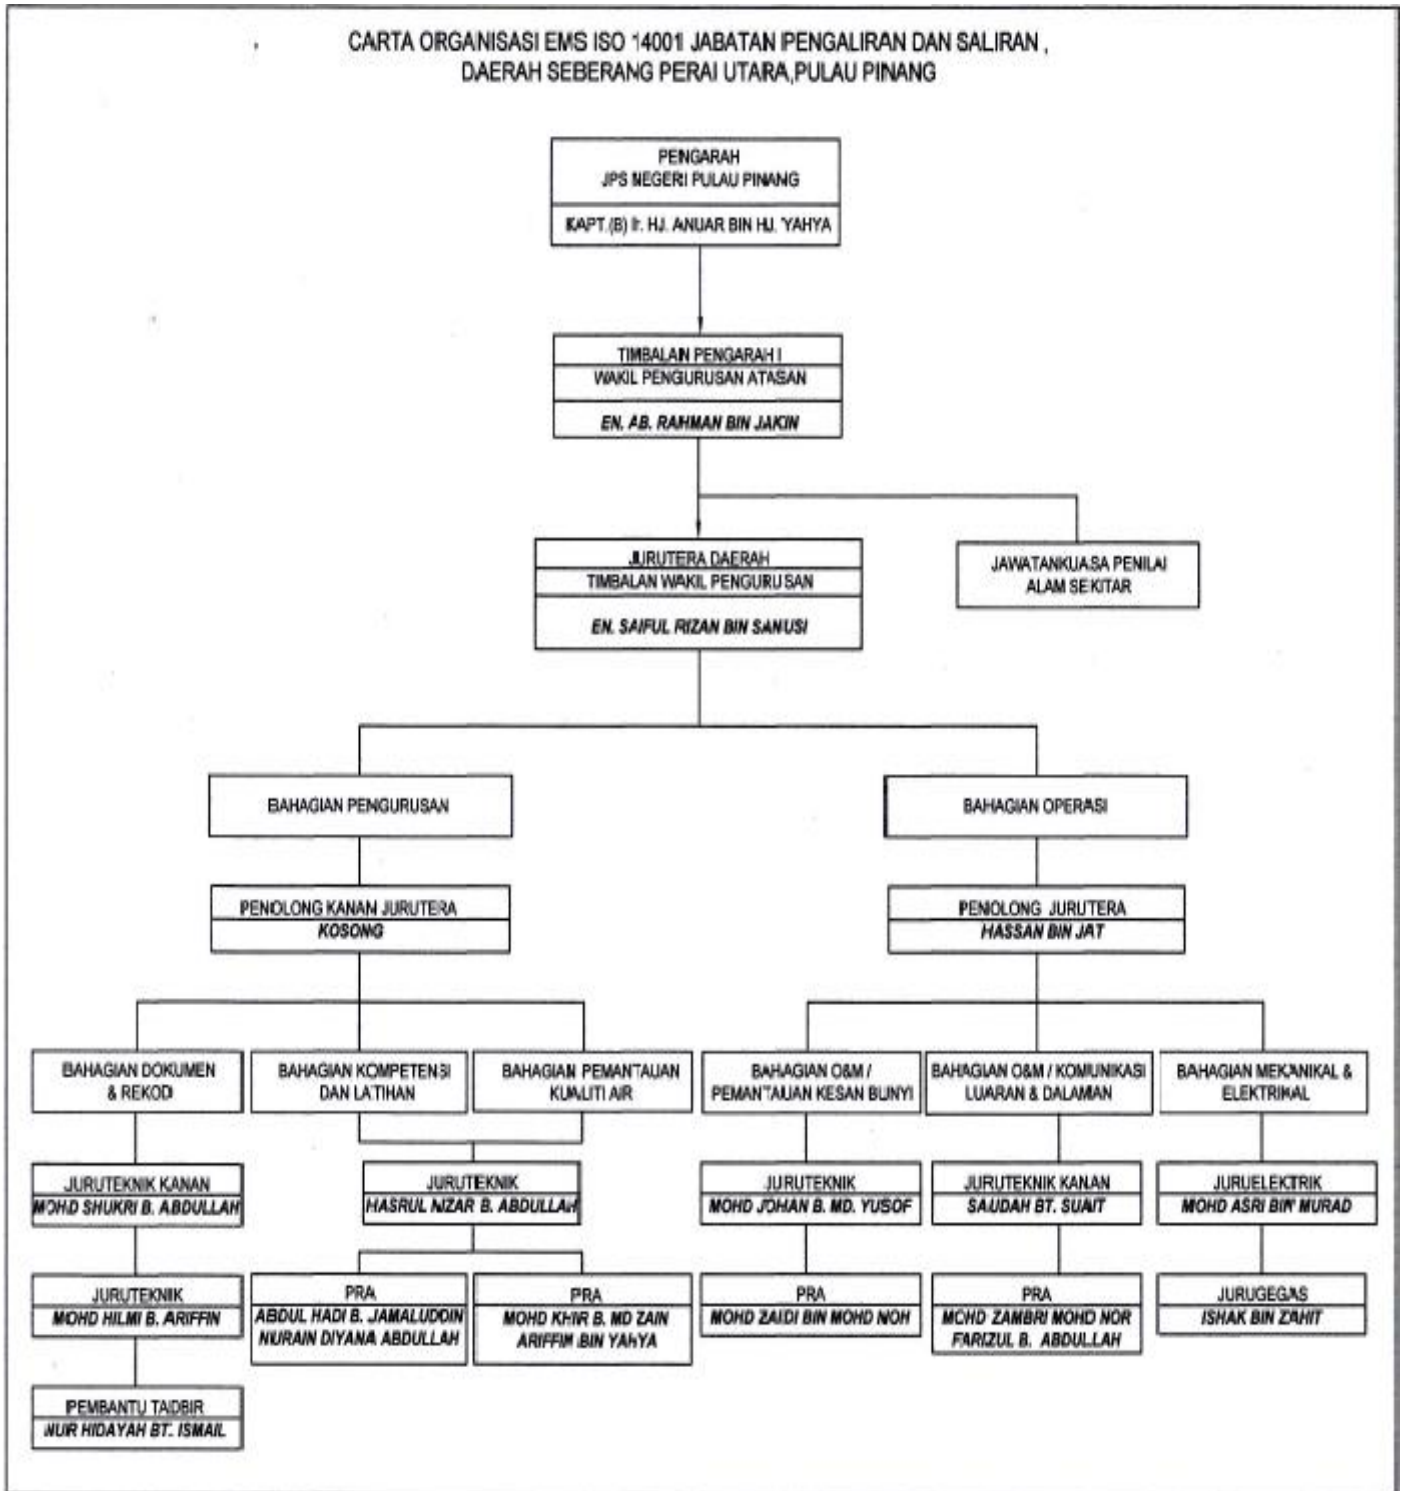 CARTA ORGANISASI EMS ISO 14001 JABATAN PENGALIRAN DAN SALIRAN ,
DAERAH SEBERANG PERAI UTARA,PULAU PINANG
PENGARAH
JPS NEGERI PULAU PINANG
KAPT.(B) Ir. HJ. ANUAR BIN HJ. YAHYA
TIMBALAN PENGARAH I
WAKIL PENGURUSAN ATASAN
EN. AB. RAHMAN BIN JAKIN
JURUTERA DAERAH
TIMBALAN WAKIL PENGURUSAN
EN. SAIFUL RIZAN BIN SANUSI
JAWATANKUASA PENILAI
ALAM SEKITAR
BAHAGIAN PENGURUSAN
BAHAGIAN OPERASI
PENOLONG KANAN JURUTERA
KOSONG
PENOLONG JURUTERA
HASSAN BIN JAT
BAHAGIAN DOKUMEN
& REKOD
BAHAGIAN KOMPETENSI
DAN LATIHAN
BAHAGIAN PEMANTAUAN
KUALITI AIR
BAHAGIAN O&M /
PEMANTAUAN KESAN BUNYI
BAHAGIAN O&M / KOMUNIKASI
LUARAN & DALAMAN
BAHAGIAN MEKANIKAL &
ELEKTRIKAL
JURUTEKNIK KANAN
MOHD SHUKRI B. ABDULLAH
JURUTEKNIK
HASRUL NIZAR B. ABDULLAH
JURUTEKNIK
MOHD JOHAN B. MD. YUSOF
JURUTEKNIK KANAN
SAUDAH BT. SUAIT
JURUELEKTRIK
MOHD ASRI BIN MURAD
JURUTEKNIK
MOHD HILMI B. ARIFFIN
PRA
ABDUL HADI B. JAMALUDDIN
NURAIN DIYANA ABDULLAH
PRA
MOHD KHIR B. MD ZAIN
ARIFFIM BIN YAHYA
PRA
MOHD ZAIDI BIN MOHD NOH
PRA
MOHD ZAMBRI MOHD NOR
FARIZUL B. ABDULLAH
JURUGEGAS
ISHAK BIN ZAHIT
PEMBANTU TADBIR
NUR HIDAYAH BT. ISMAIL